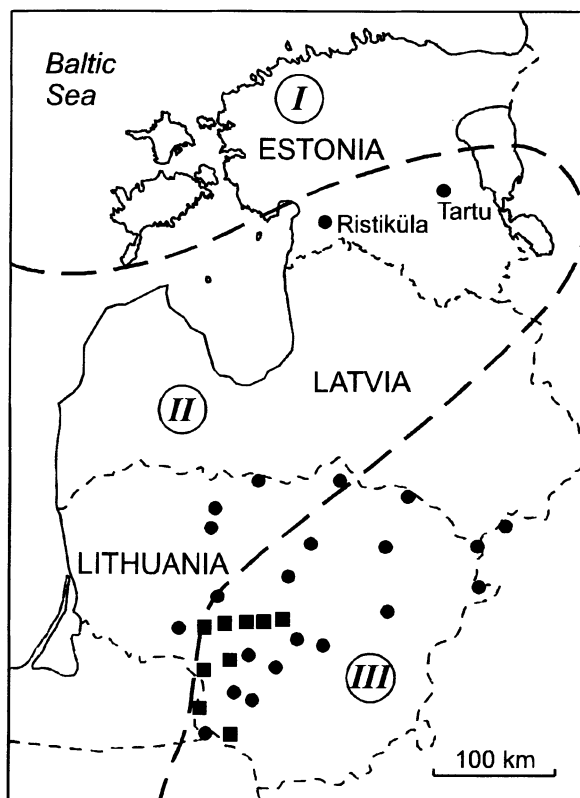 Baltic
Sea
I
ESTONIA
Tartu
Ristiküla
LATVIA
II
LITHUANIA
III
100 km